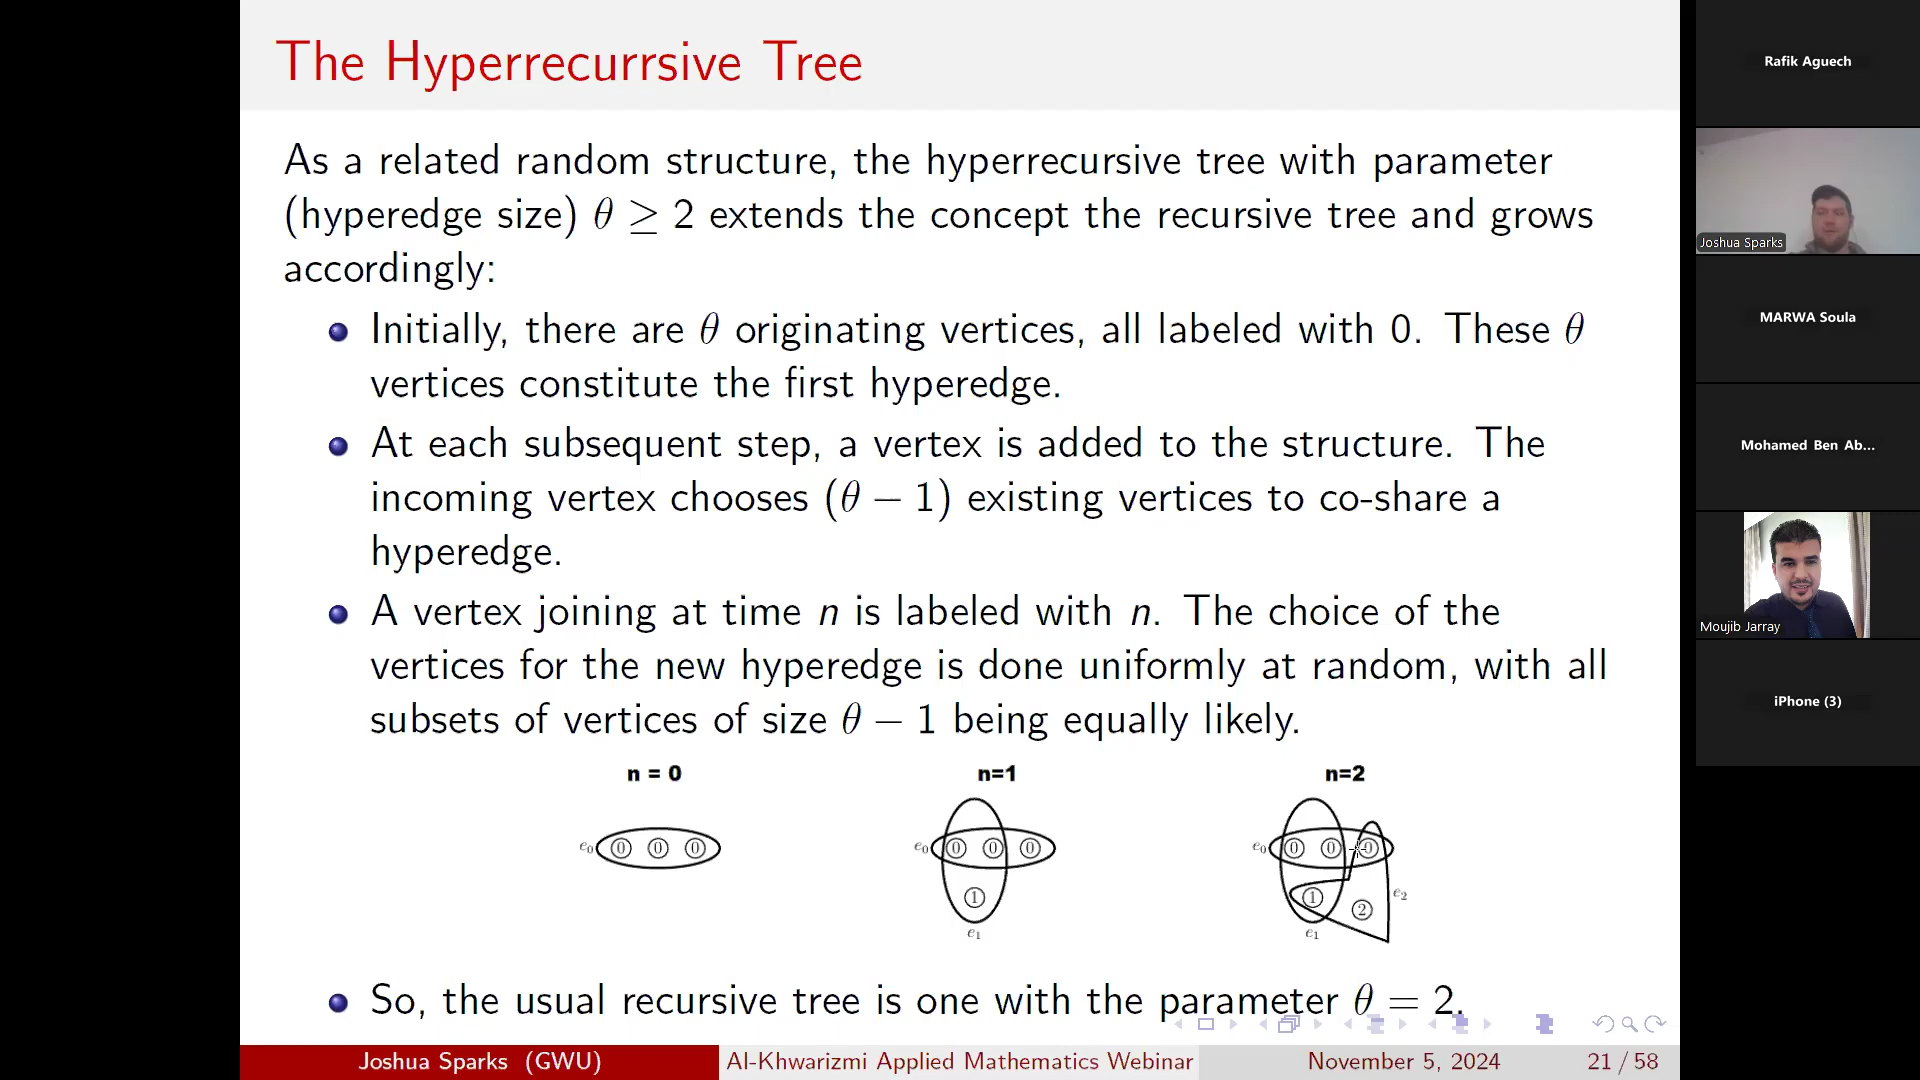 The Hyperrecurrsive Tree
As a related random structure, the hyperrecursive tree with parameter
(hyperedge size) θ ≥ 2 extends the concept the recursive tree and grows
accordingly:
Initially, there are θ originating vertices, all labeled with 0. These θ
vertices constitute the first hyperedge.
At each subsequent step, a vertex is added to the structure. The
incoming vertex chooses (θ − 1) existing vertices to co-share a
hyperedge.
A vertex joining at time n is labeled with n. The choice of the
vertices for the new hyperedge is done uniformly at random, with all
subsets of vertices of size θ − 1 being equally likely.
n = 0
e₀ 0 0 0
n=1
e₀ 0 0 0
1
e₁
n=2
e₀ 0 0 0
1 2 e₂
e₁
So, the usual recursive tree is one with the parameter θ = 2.
Joshua Sparks (GWU) Al-Khwarizmi Applied Mathematics Webinar November 5, 2024 21 / 58
Rafik Aguech
Joshua Sparks
MARWA Soula
Mohamed Ben Ab...
Moujib Jarray
iPhone (3)